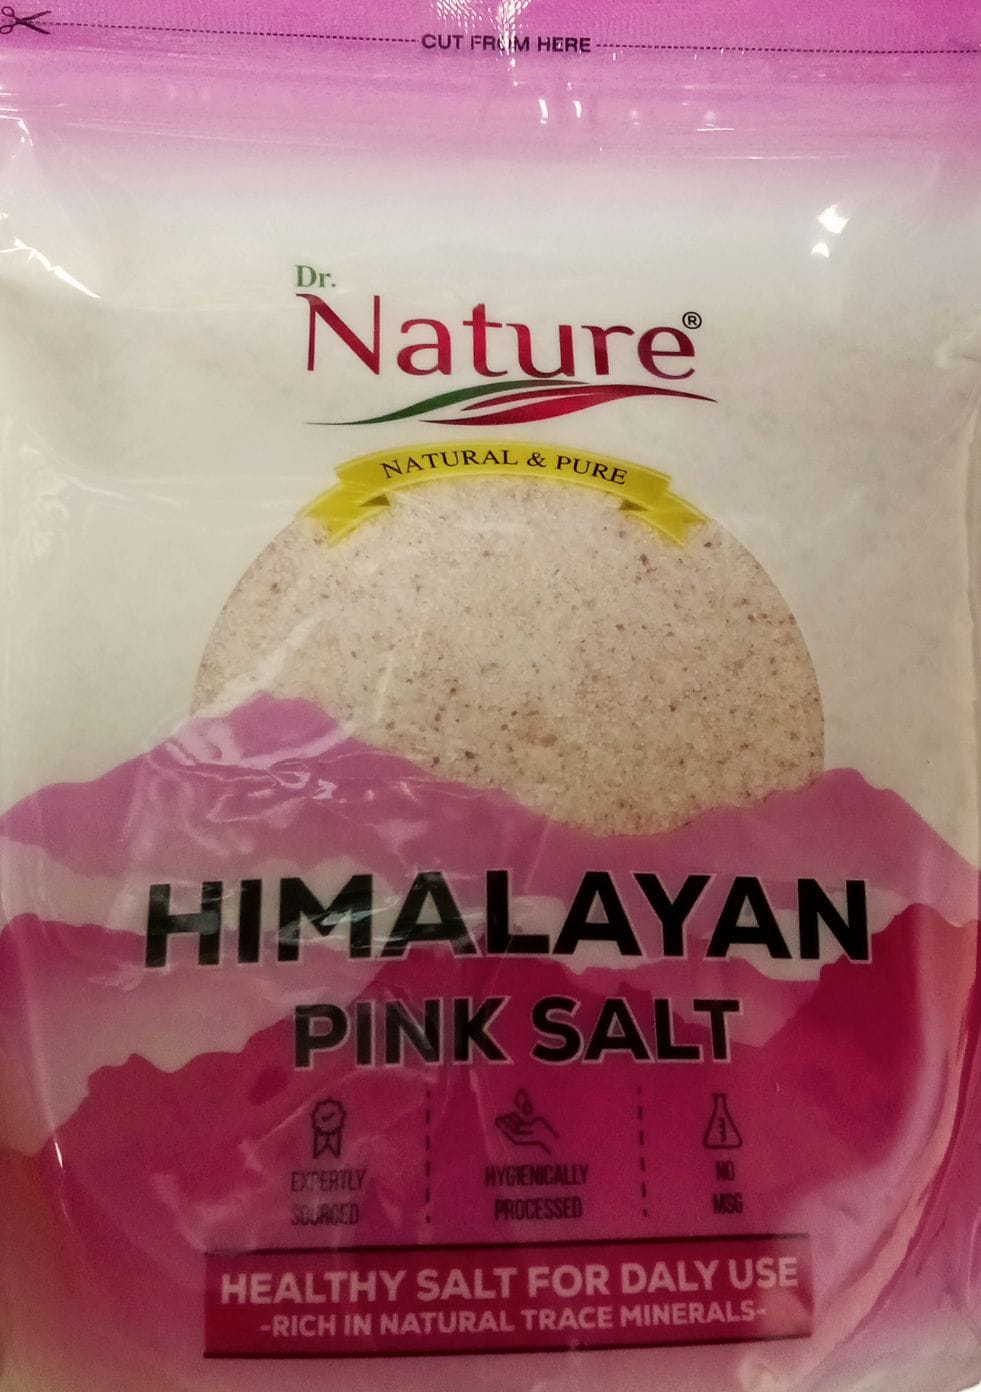 CUT FROM HERE
Dr.
Nature®
NATURAL & PURE
HIMALAYAN
PINK SALT
EXPERTLY
SOURCED
HYGIENICALLY
PROCESSED
NO
MSG
HEALTHY SALT FOR DALY USE
-RICH IN NATURAL TRACE MINERALS-